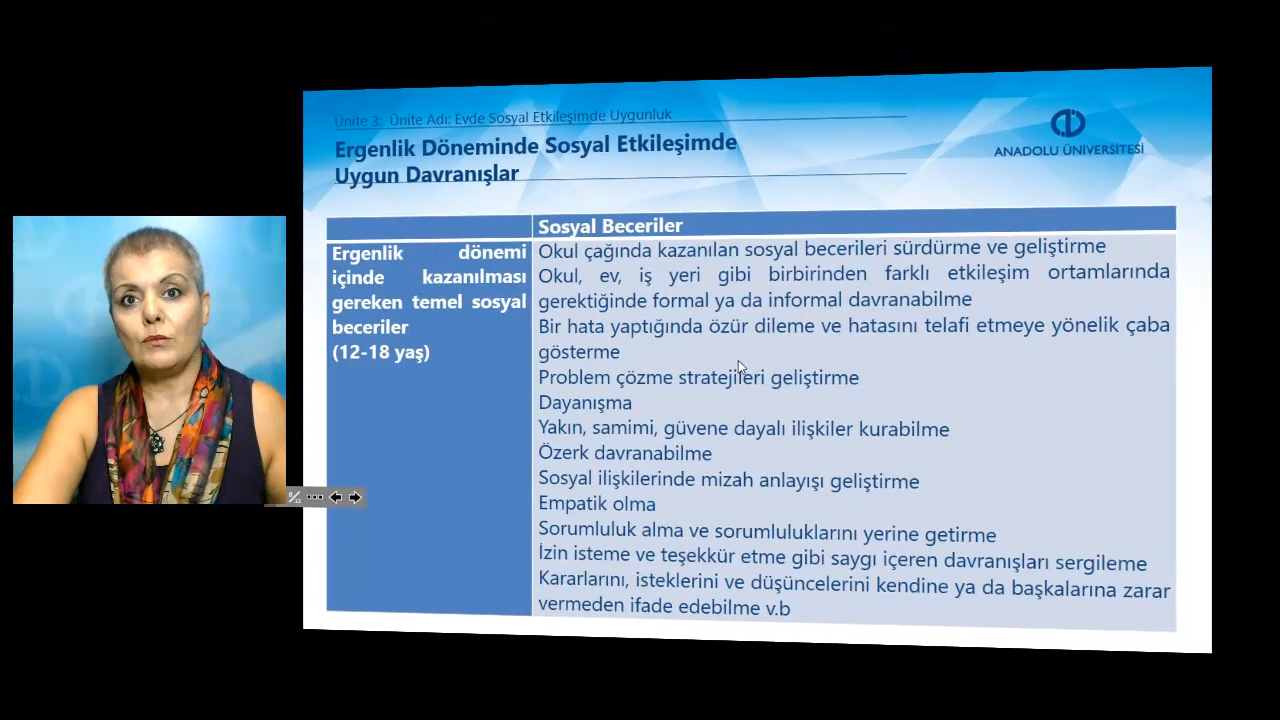 Ünite 3: Ünite Adı: Evde Sosyal Etkileşimde Uygunluk
Ergenlik Döneminde Sosyal Etkileşimde
Uygun Davranışlar
ANADOLU ÜNİVERSİTESİ
Sosyal Beceriler
Ergenlik dönemi
içinde kazanılması
gereken temel sosyal
beceriler
(12-18 yaş)
Okul çağında kazanılan sosyal becerileri sürdürme ve geliştirme
Okul, ev, iş yeri gibi birbirinden farklı etkileşim ortamlarında
gerektiğinde formal ya da informal davranabilme
Bir hata yaptığında özür dileme ve hatasını telafi etmeye yönelik çaba
gösterme
Problem çözme stratejileri geliştirme
Dayanışma
Yakın, samimi, güvene dayalı ilişkiler kurabilme
Özerk davranabilme
Sosyal ilişkilerinde mizah anlayışı geliştirme
Empatik olma
Sorumluluk alma ve sorumluluklarını yerine getirme
İzin isteme ve teşekkür etme gibi saygı içeren davranışları sergileme
Kararlarını, isteklerini ve düşüncelerini kendine ya da başkalarına zarar
vermeden ifade edebilme v.b
8/12